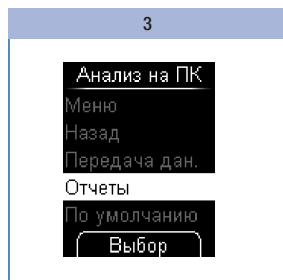 3
Анализ на ПК
Меню
Назад
Передача дан.
Отчеты
По умолчанию
Выбор